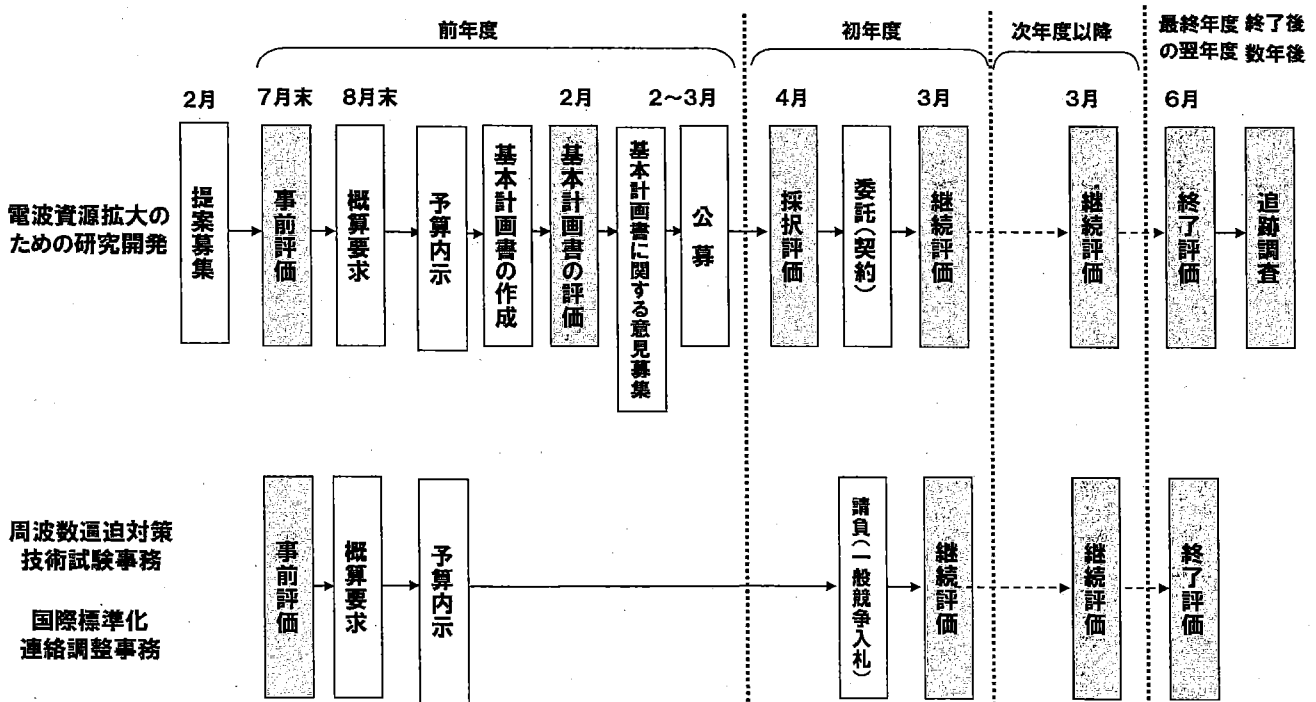 前年度
初年度
次年度以降
最終年度 終了後
の翌年度 数年後
2月
7月末
8月末
2月
2～3月
4月
3月
3月
6月
電波資源拡大の
ための研究開発
提案募集
事前評価
概算要求
予算内示
基本計画書の作成
基本計画書の評価
基本計画書に関する意見募集
公募
採択評価
委託（契約）
継続評価
継続評価
終了評価
追跡調査
周波数逼迫対策
技術試験事務
国際標準化
連絡調整事務
事前評価
概算要求
予算内示
請負（一般競争入札）
継続評価
継続評価
終了評価